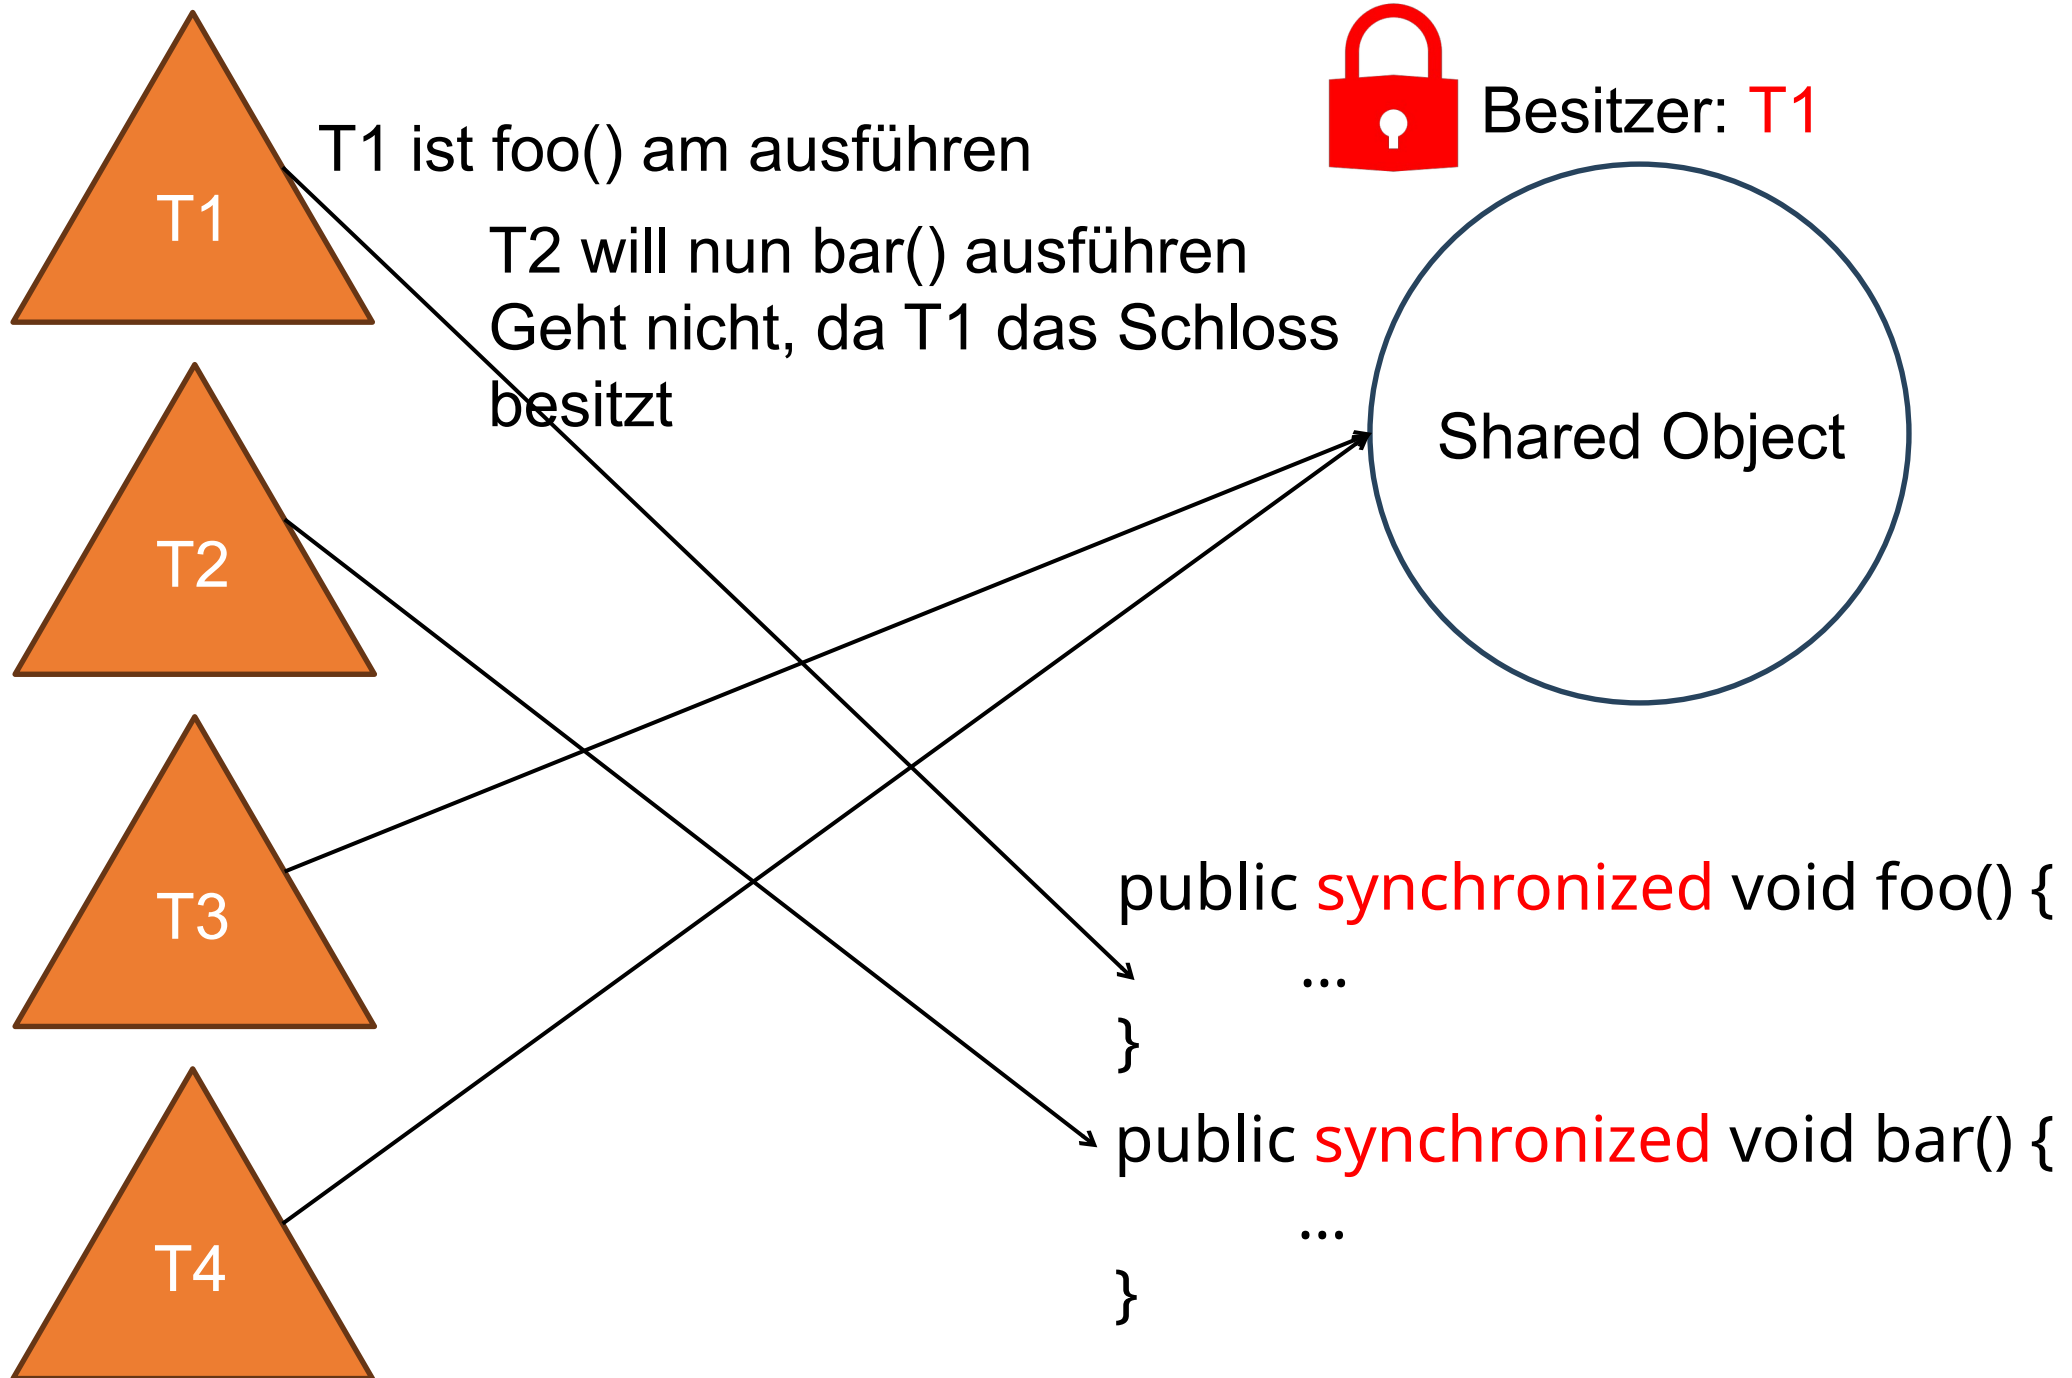 T1
T1 ist foo() am ausführen
Besitzer: T1
T2 will nun bar() ausführen
Geht nicht, da T1 das Schloss
besitzt
Shared Object
T2
T3
public synchronized void foo() {
...
}
public synchronized void bar() {
...
}
T4